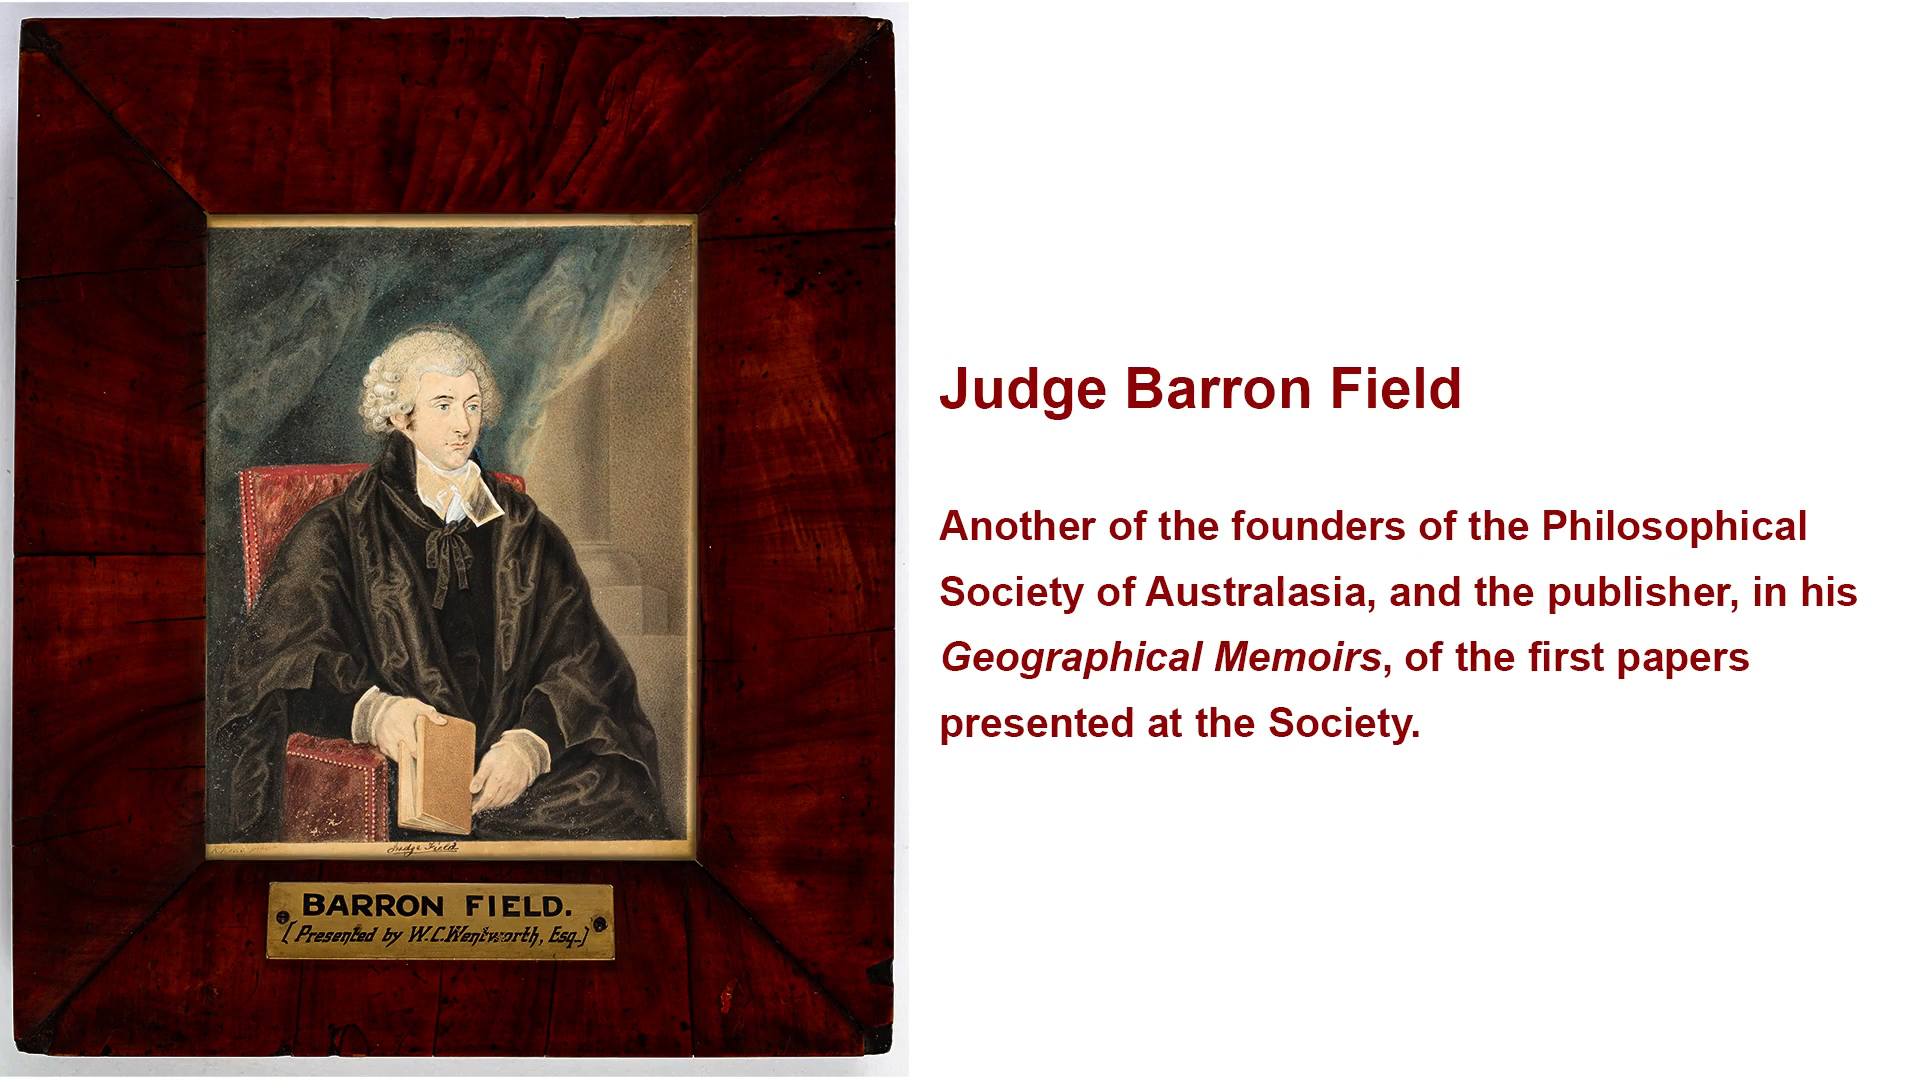 Judge Field
BARRON FIELD.
[Presented by W.C.Wentworth, Esq.]
Judge Barron Field
Another of the founders of the Philosophical
Society of Australasia, and the publisher, in his
Geographical Memoirs, of the first papers
presented at the Society.